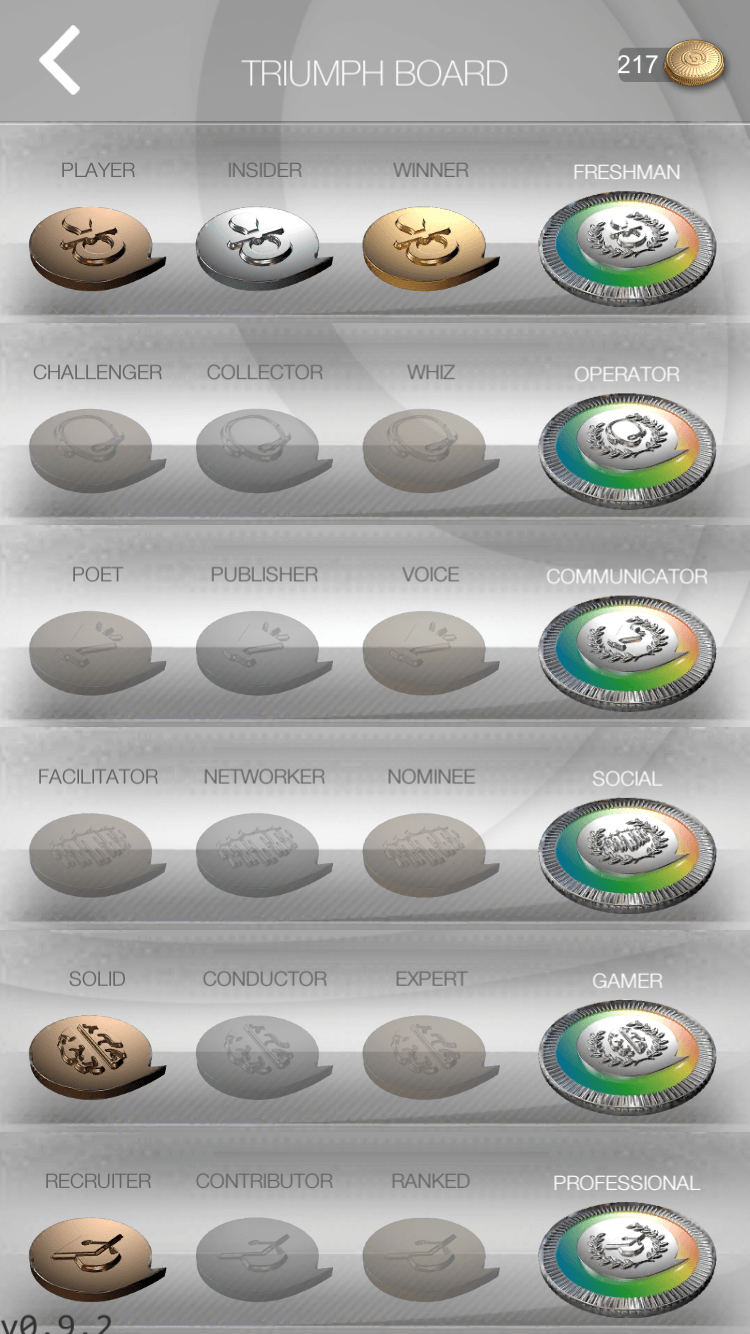 TRIUMPH BOARD
217
PLAYER INSIDER WINNER FRESHMAN
CHALLENGER COLLECTOR WHIZ OPERATOR
POET PUBLISHER VOICE COMMUNICATOR
FACILITATOR NETWORKER NOMINEE SOCIAL
SOLID CONDUCTOR EXPERT GAMER
RECRUITER CONTRIBUTOR RANKED PROFESSIONAL
v0.9.2